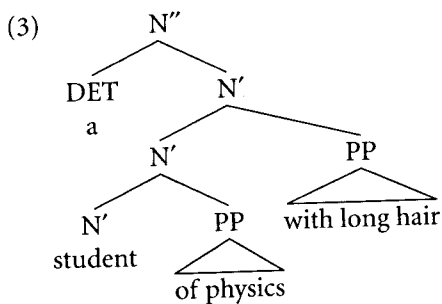 (3) N″
DET N′
a
N′ PP
N′ PP with long hair
student of physics